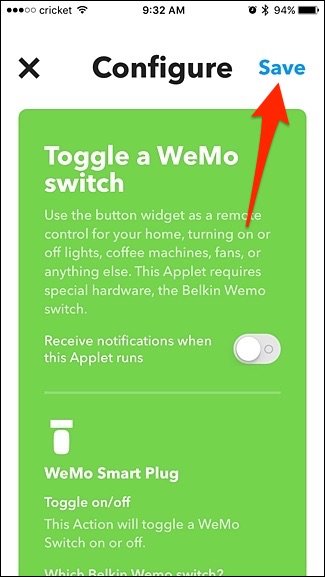 cricket 9:32 AM 94%
Configure Save
Toggle a WeMo
switch
Use the button widget as a remote
control for your home, turning on or
off lights, coffee machines, fans, or
anything else. This Applet requires
special hardware, the Belkin Wemo
switch.
Receive notifications when
this Applet runs
WeMo Smart Plug
Toggle on/off
This Action will toggle a WeMo
Switch on or off.
Which Belkin Wemo switch?